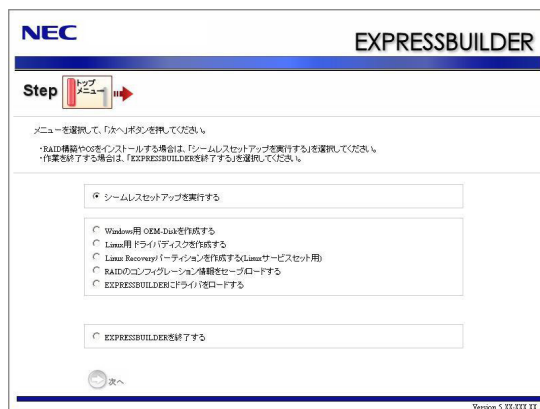 NEC
EXPRESSBUILDER
Step
トップ
メニュー
メニューを選択して、「次へ」ボタンを押してください。
・RAID構築やOSをインストールする場合は、「シームレスセットアップを実行する」を選択してください。
・作業を終了する場合は、「EXPRESSBUILDERを終了する」を選択してください。
シームレスセットアップを実行する
Windows用 OEM-Diskを作成する
Linux用 ドライバディスクを作成する
Linux Recoveryパーティションを作成する(Linuxサービスセット用)
RAIDのコンフィグレーション情報をセーブ/ロードする
EXPRESSBUILDERにドライバをロードする
EXPRESSBUILDERを終了する
次へ
Version 5.XX-XXX.XX